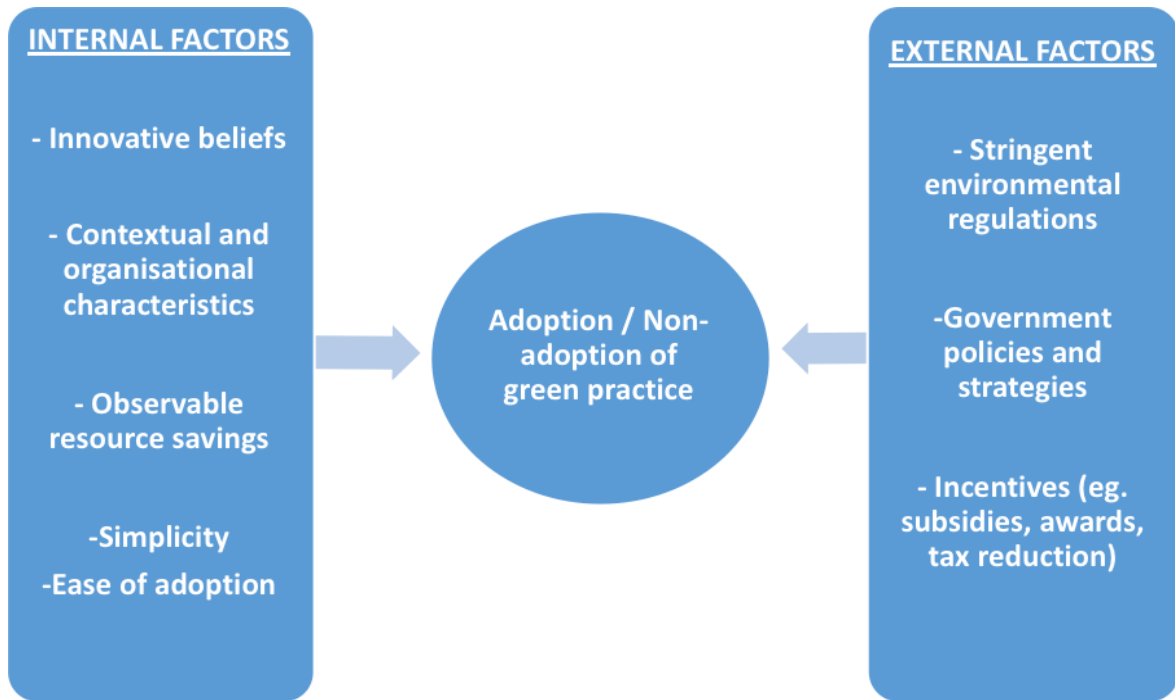 INTERNAL FACTORS
- Innovative beliefs
- Contextual and
organisational
characteristics
- Observable
resource savings
-Simplicity
-Ease of adoption
Adoption / Non-
adoption of
green practice
EXTERNAL FACTORS
- Stringent
environmental
regulations
-Government
policies and
strategies
- Incentives (eg.
subsidies, awards,
tax reduction)